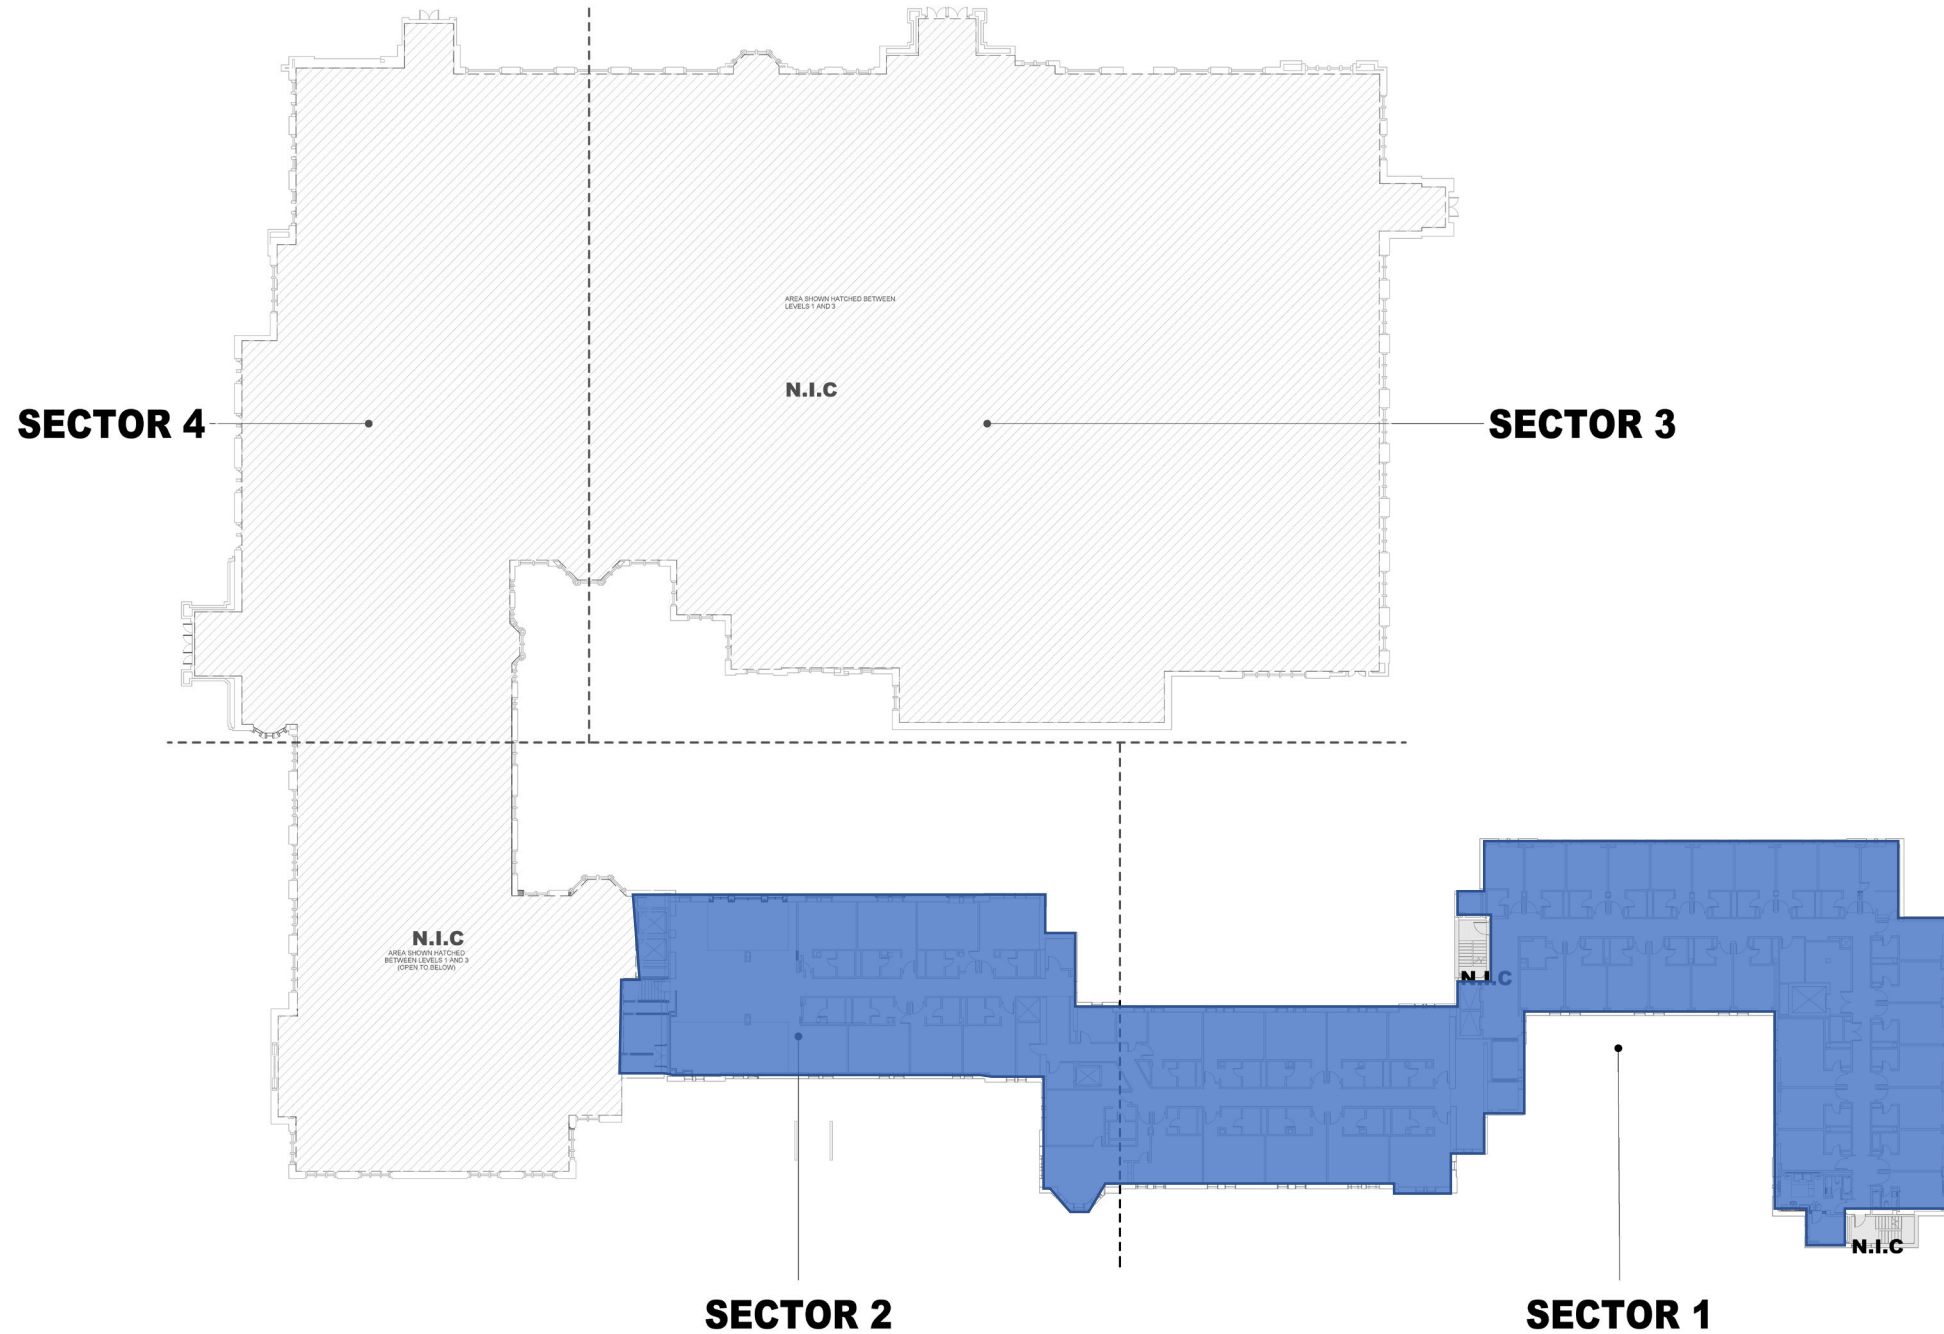 AREA SHOWN HATCHED BETWEEN
LEVELS 1 AND 3
N.I.C
SECTOR 4
SECTOR 3
N.I.C
AREA SHOWN HATCHED
BETWEEN LEVELS 1 AND 3
(OPEN TO BELOW)
N.I.C
N.I.C
SECTOR 2
SECTOR 1